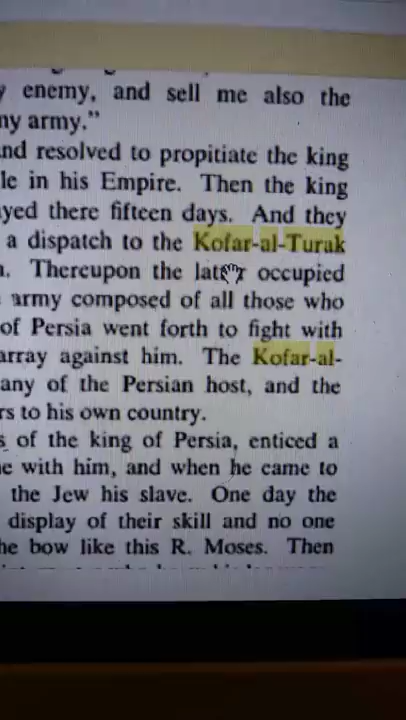 enemy, and sell me also the
my army."
and resolved to propitiate the king
le in his Empire. Then the king
ayed there fifteen days. And they
a dispatch to the Kofar-al-Turak
. Thereupon the latter occupied
army composed of all those who
of Persia went forth to fight with
array against him. The Kofar-al-
any of the Persian host, and the
rs to his own country.
s of the king of Persia, enticed a
e with him, and when he came to
the Jew his slave. One day the
display of their skill and no one
he bow like this R. Moses. Then